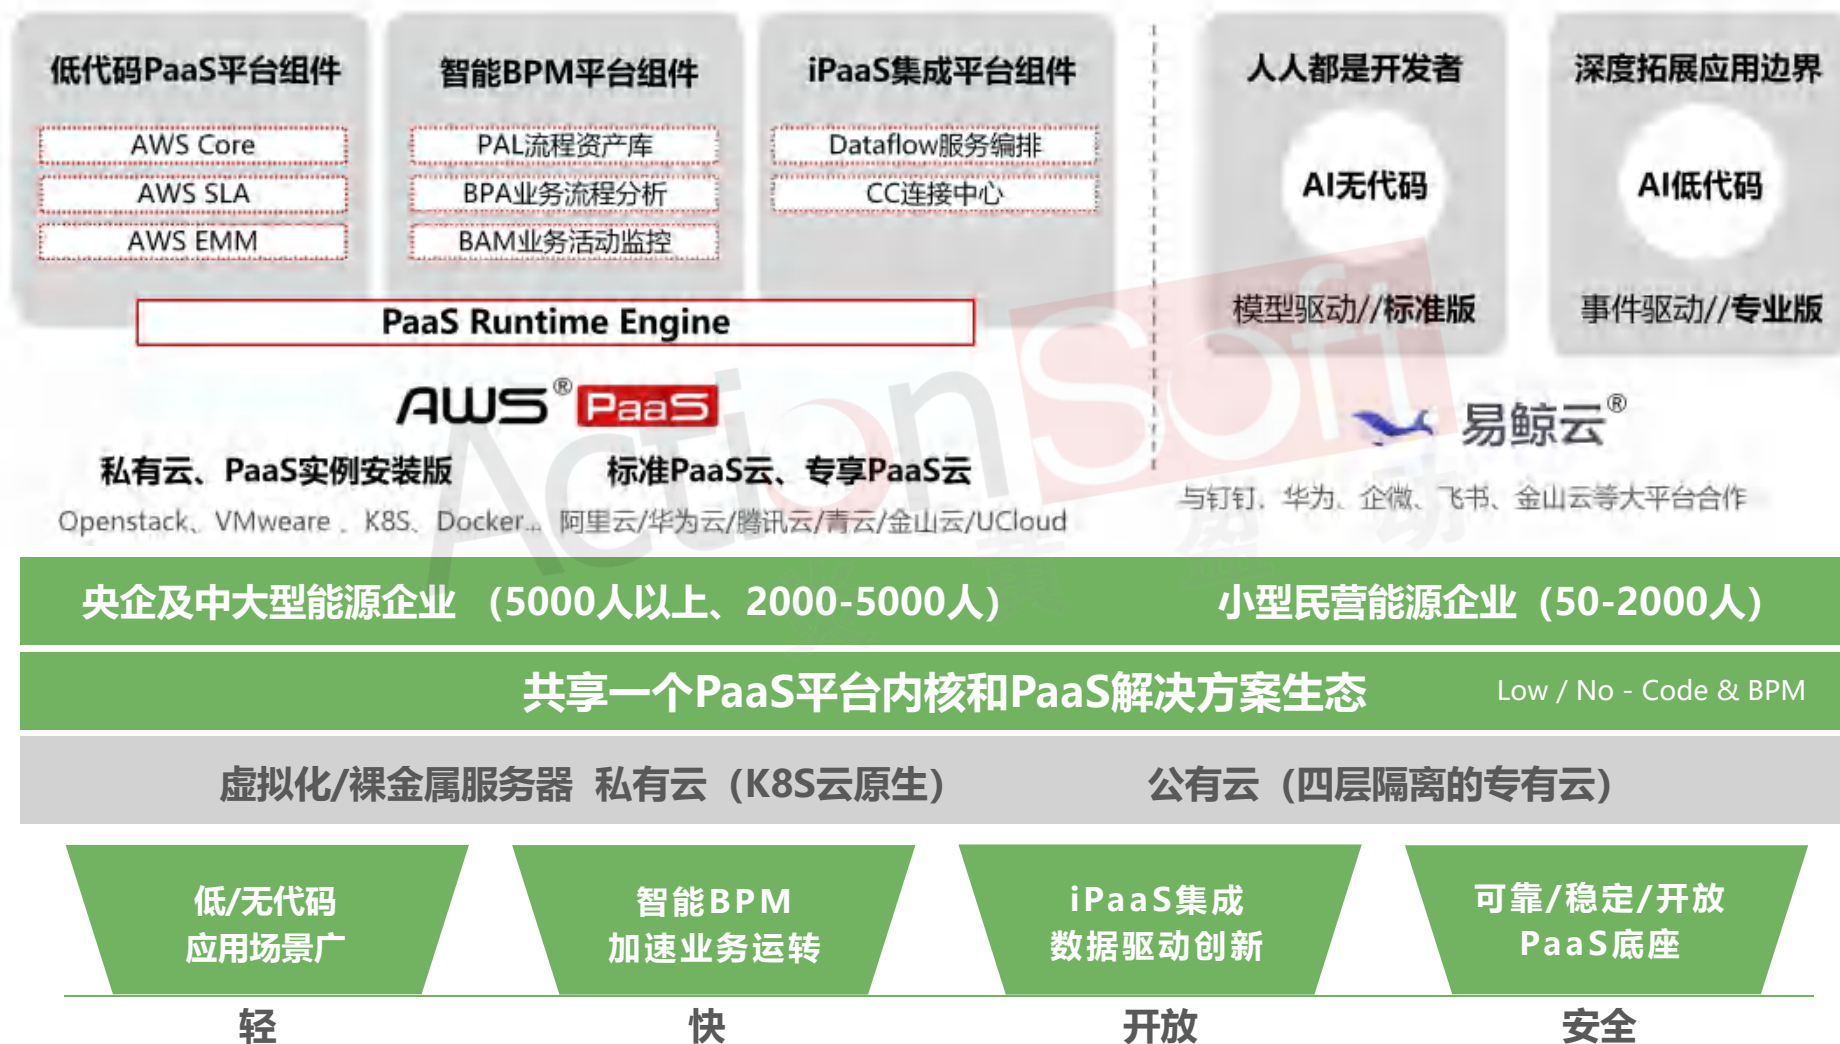 低代码PaaS平台组件
AWS Core
AWS SLA
AWS EMM
智能BPM平台组件
PAL流程资产库
BPA业务流程分析
BAM业务活动监控
iPaaS集成平台组件
Dataflow服务编排
CC连接中心
PaaS Runtime Engine
AWS® PaaS
私有云、PaaS实例安装版
Openstack、VMweare 、K8S、Docker...
标准PaaS云、专享PaaS云
阿里云/华为云/腾讯云/青云/金山云/UCloud
人人都是开发者
AI无代码
模型驱动//标准版
深度拓展应用边界
AI低代码
事件驱动//专业版
易鲸云®
与钉钉、华为、企微、飞书、金山云等大平台合作
ActionSoft
央企及中大型能源企业 （5000人以上、2000-5000人）
小型民营能源企业（50-2000人）
共享一个PaaS平台内核和PaaS解决方案生态
Low / No - Code & BPM
虚拟化/裸金属服务器 私有云（K8S云原生）
公有云（四层隔离的专有云）
低/无代码
应用场景广
智能BPM
加速业务运转
iPaaS集成
数据驱动创新
可靠/稳定/开放
PaaS底座
轻
快
开放
安全